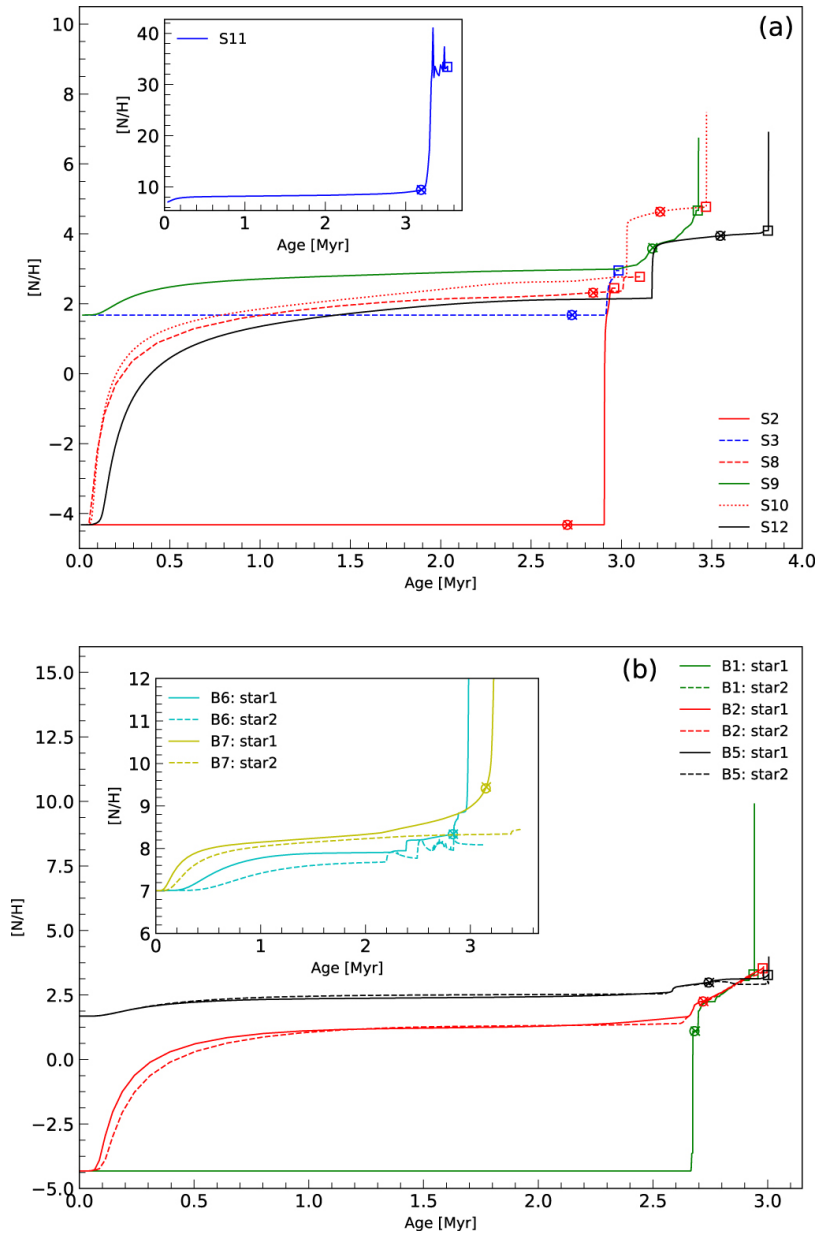 (a)
10
8
6
4
2
0
−2
−4
[N/H]
0.0 0.5 1.0 1.5 2.0 2.5 3.0 3.5 4.0
Age [Myr]
S11
40
30
20
10
[N/H]
0 1 2 3
Age [Myr]
S2
S3
S8
S9
S10
S12
(b)
15.0
12.5
10.0
7.5
5.0
2.5
0.0
−2.5
−5.0
[N/H]
0.0 0.5 1.0 1.5 2.0 2.5 3.0
Age [Myr]
B6: star1
B6: star2
B7: star1
B7: star2
12
11
10
9
8
7
6
[N/H]
0 1 2 3
Age [Myr]
B1: star1
B1: star2
B2: star1
B2: star2
B5: star1
B5: star2